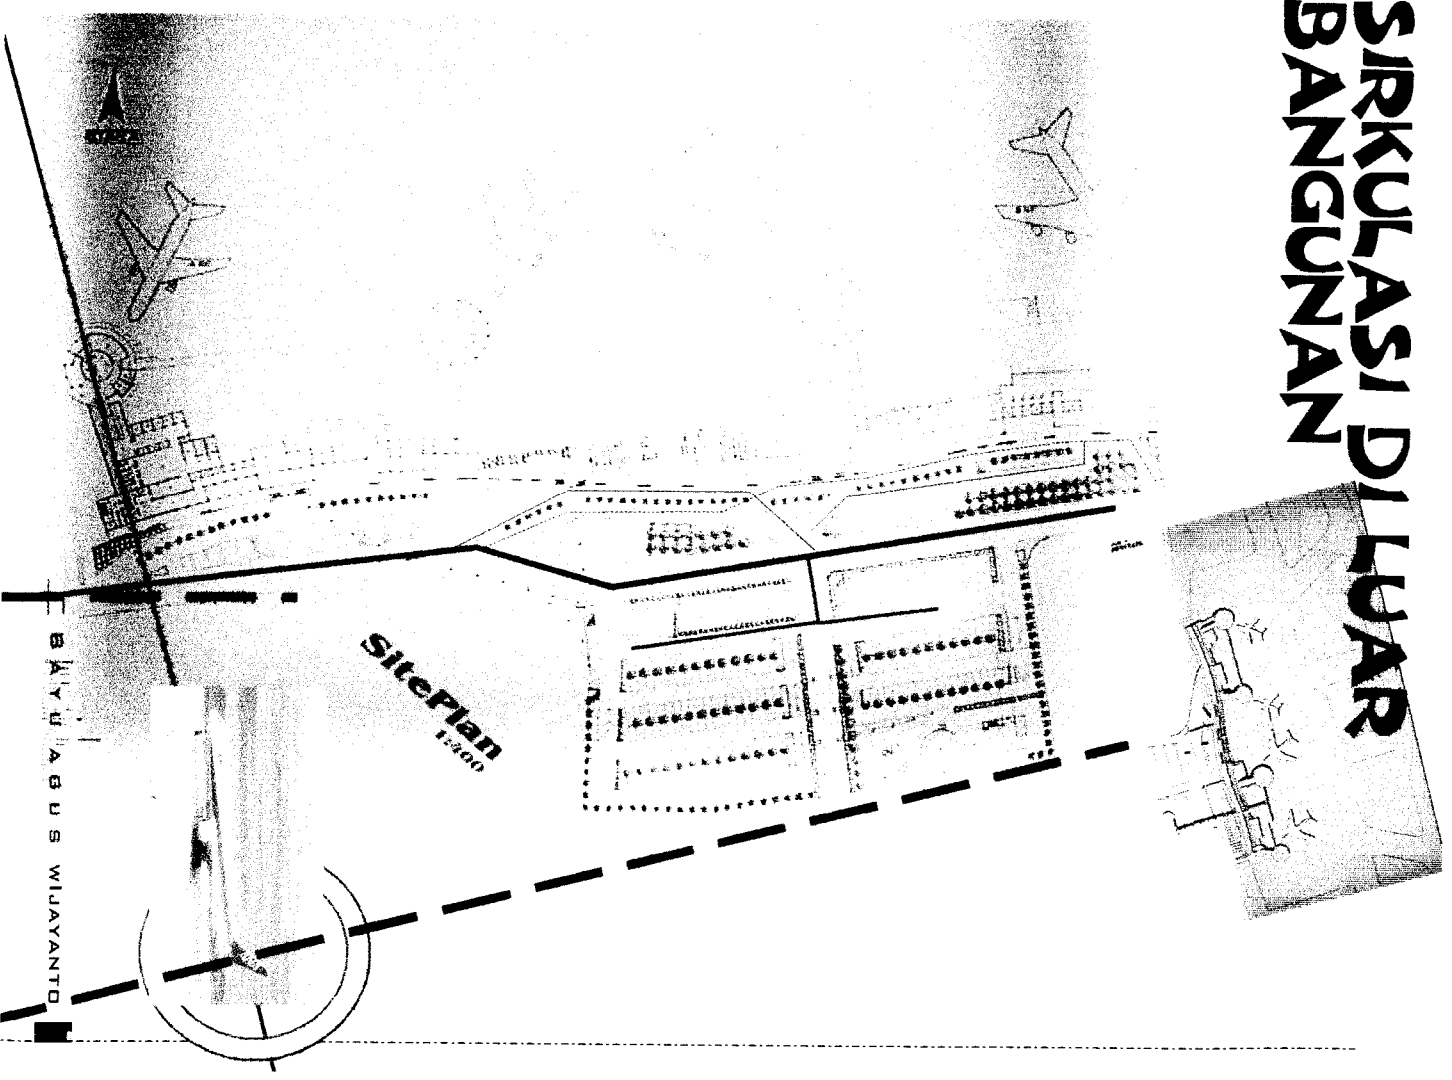 SIRKULASI DI LUAR
BANGUNAN
SitePlan
1:400
BAYU AGUS WIJAYANTO